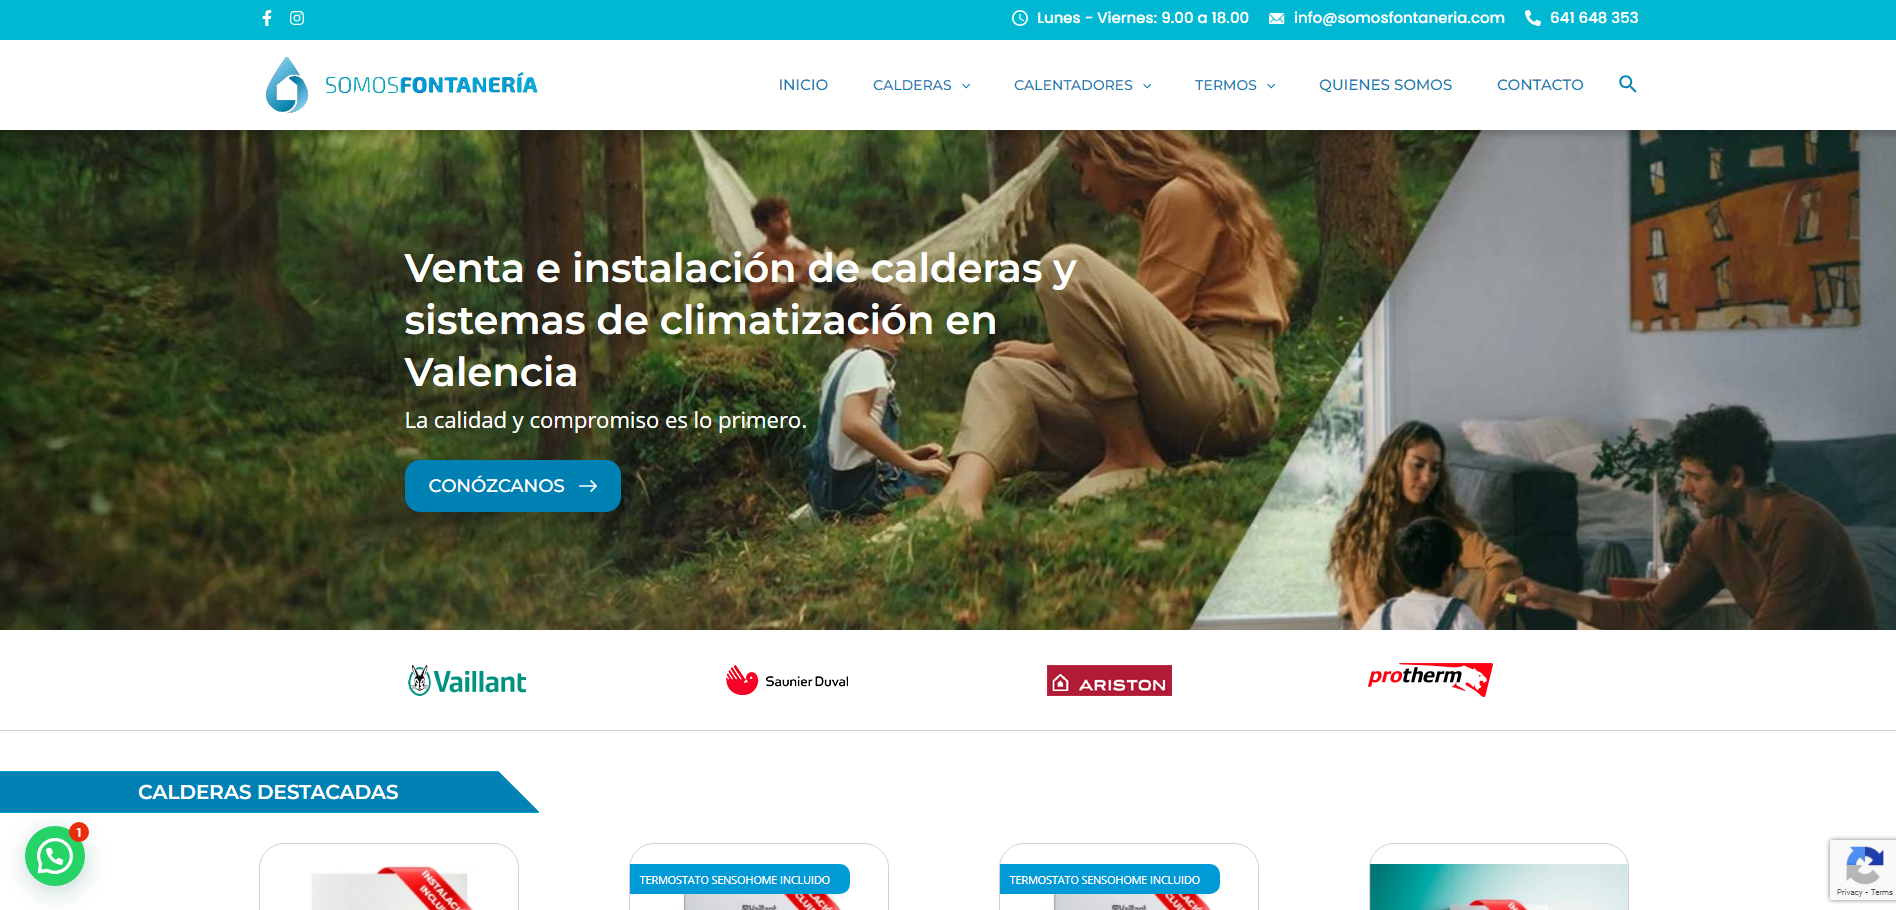 Lunes - Viernes: 9.00 a 18.00
info@somosfontaneria.com
641 648 353
SOMOSFONTANERÍA
INICIO
CALDERAS
CALENTADORES
TERMOS
QUIENES SOMOS
CONTACTO
Venta e instalación de calderas y
sistemas de climatización en
Valencia
La calidad y compromiso es lo primero.
CONÓZCANOS
Vaillant
Saunier Duval
ARISTON
protherm
CALDERAS DESTACADAS
1
TERMOSTATO SENSOHOME INCLUIDO
Vaillant
TERMOSTATO SENSOHOME INCLUIDO
Vaillant
Privacy - Terms